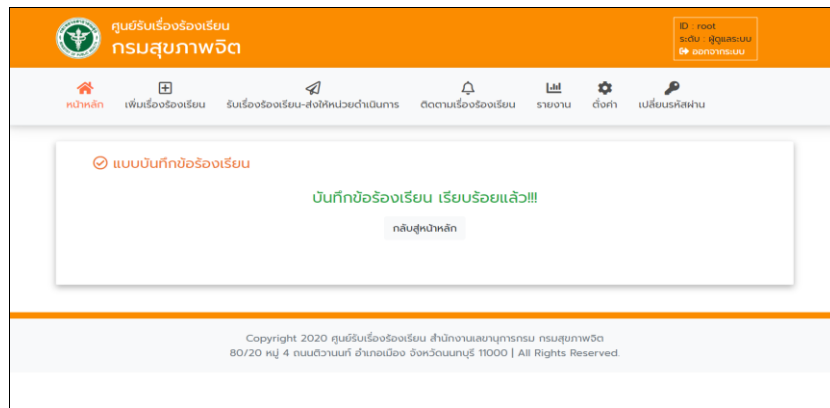 ศูนย์รับเรื่องร้องเรียน
กรมสุขภาพจิต
ID : root
ระดับ : ผู้ดูแลระบบ
ออกจากระบบ
หน้าหลัก
เพิ่มเรื่องร้องเรียน
รับเรื่องร้องเรียน-ส่งให้หน่วยดำเนินการ
ติดตามเรื่องร้องเรียน
รายงาน
ตั้งค่า
เปลี่ยนรหัสผ่าน
แบบบันทึกข้อร้องเรียน
บันทึกข้อร้องเรียน เรียบร้อยแล้ว!!!
กลับสู่หน้าหลัก
Copyright 2020 ศูนย์รับเรื่องร้องเรียน สำนักงานเลขานุการกรม กรมสุขภาพจิต
80/20 หมู่ 4 ถนนติวานนท์ อำเภอเมือง จังหวัดนนทบุรี 11000 | All Rights Reserved.